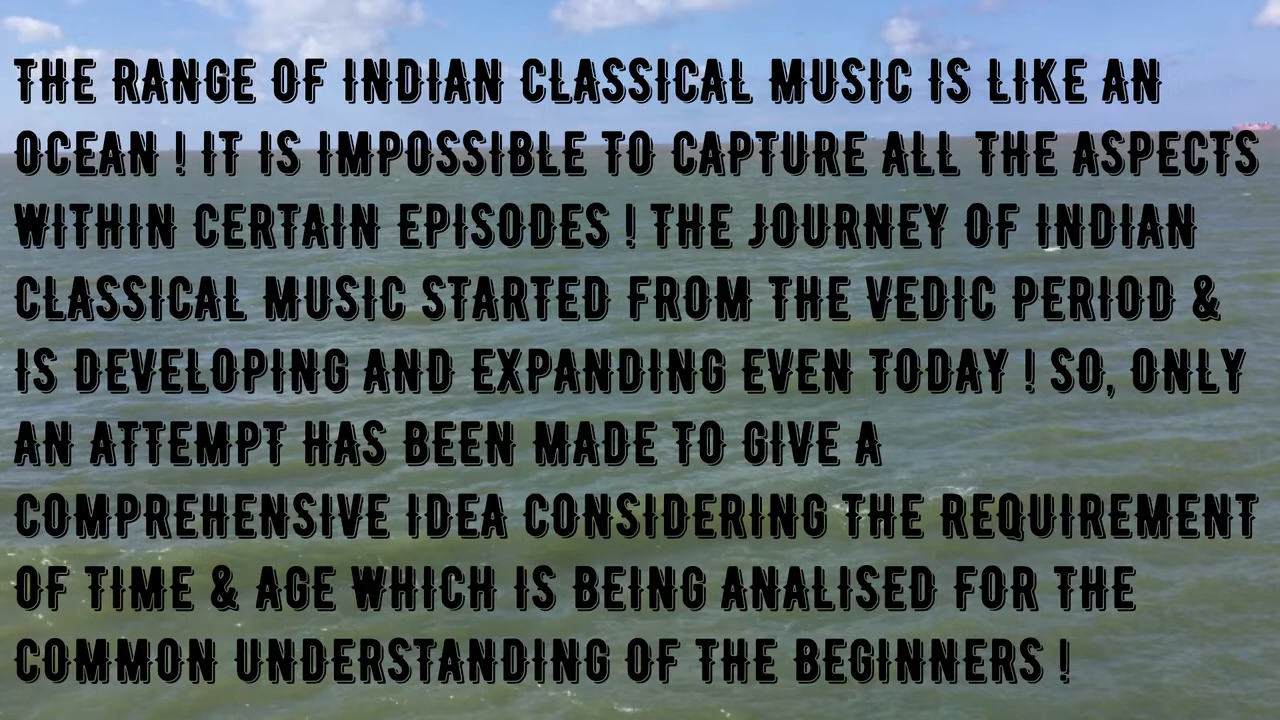 THE RANGE OF INDIAN CLASSICAL MUSIC IS LIKE AN
OCEAN ! IT IS IMPOSSIBLE TO CAPTURE ALL THE ASPECTS
WITHIN CERTAIN EPISODES ! THE JOURNEY OF INDIAN
CLASSICAL MUSIC STARTED FROM THE VEDIC PERIOD &
IS DEVELOPING AND EXPANDING EVEN TODAY ! SO, ONLY
AN ATTEMPT HAS BEEN MADE TO GIVE A
COMPREHENSIVE IDEA CONSIDERING THE REQUIREMENT
OF TIME & AGE WHICH IS BEING ANALISED FOR THE
COMMON UNDERSTANDING OF THE BEGINNERS !